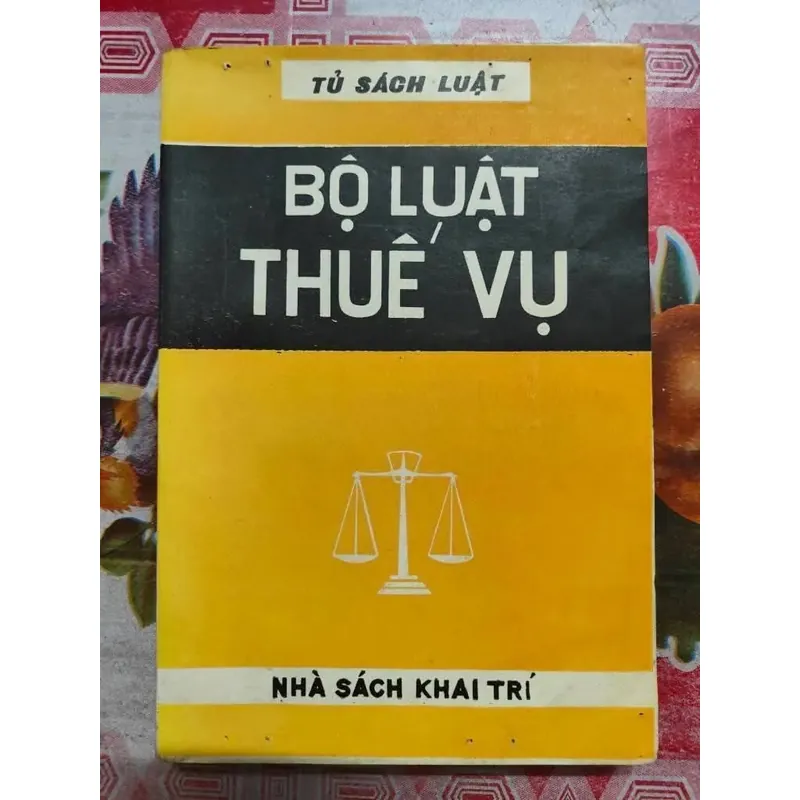 TỦ SÁCH LUẬT
BỘ LUẬT
THUẾ VỤ
NHÀ SÁCH KHAI TRÍ